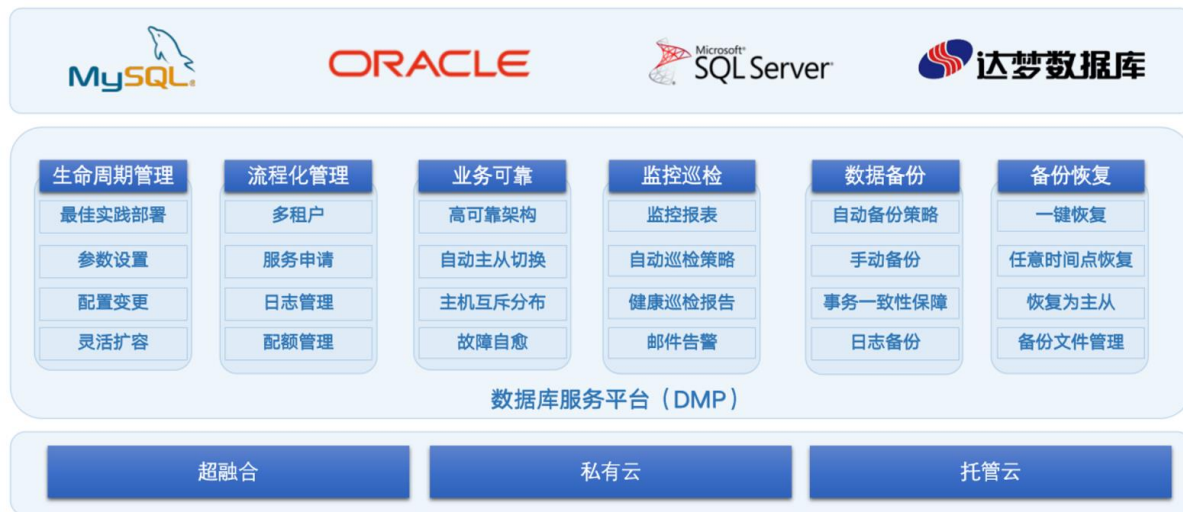 MySQL
ORACLE
Microsoft
SQL Server
达梦数据库
生命周期管理
最佳实践部署
参数设置
配置变更
灵活扩容
流程化管理
多租户
服务申请
日志管理
配额管理
业务可靠
高可靠架构
自动主从切换
主机互斥分布
故障自愈
监控巡检
监控报表
自动巡检策略
健康巡检报告
邮件告警
数据备份
自动备份策略
手动备份
事务一致性保障
日志备份
备份恢复
一键恢复
任意时间点恢复
恢复为主从
备份文件管理
数据库服务平台（DMP）
超融合
私有云
托管云